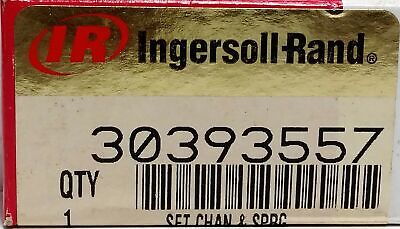 IR Ingersoll-Rand®
30393557
QTY
1 SET CHAN & SPRG